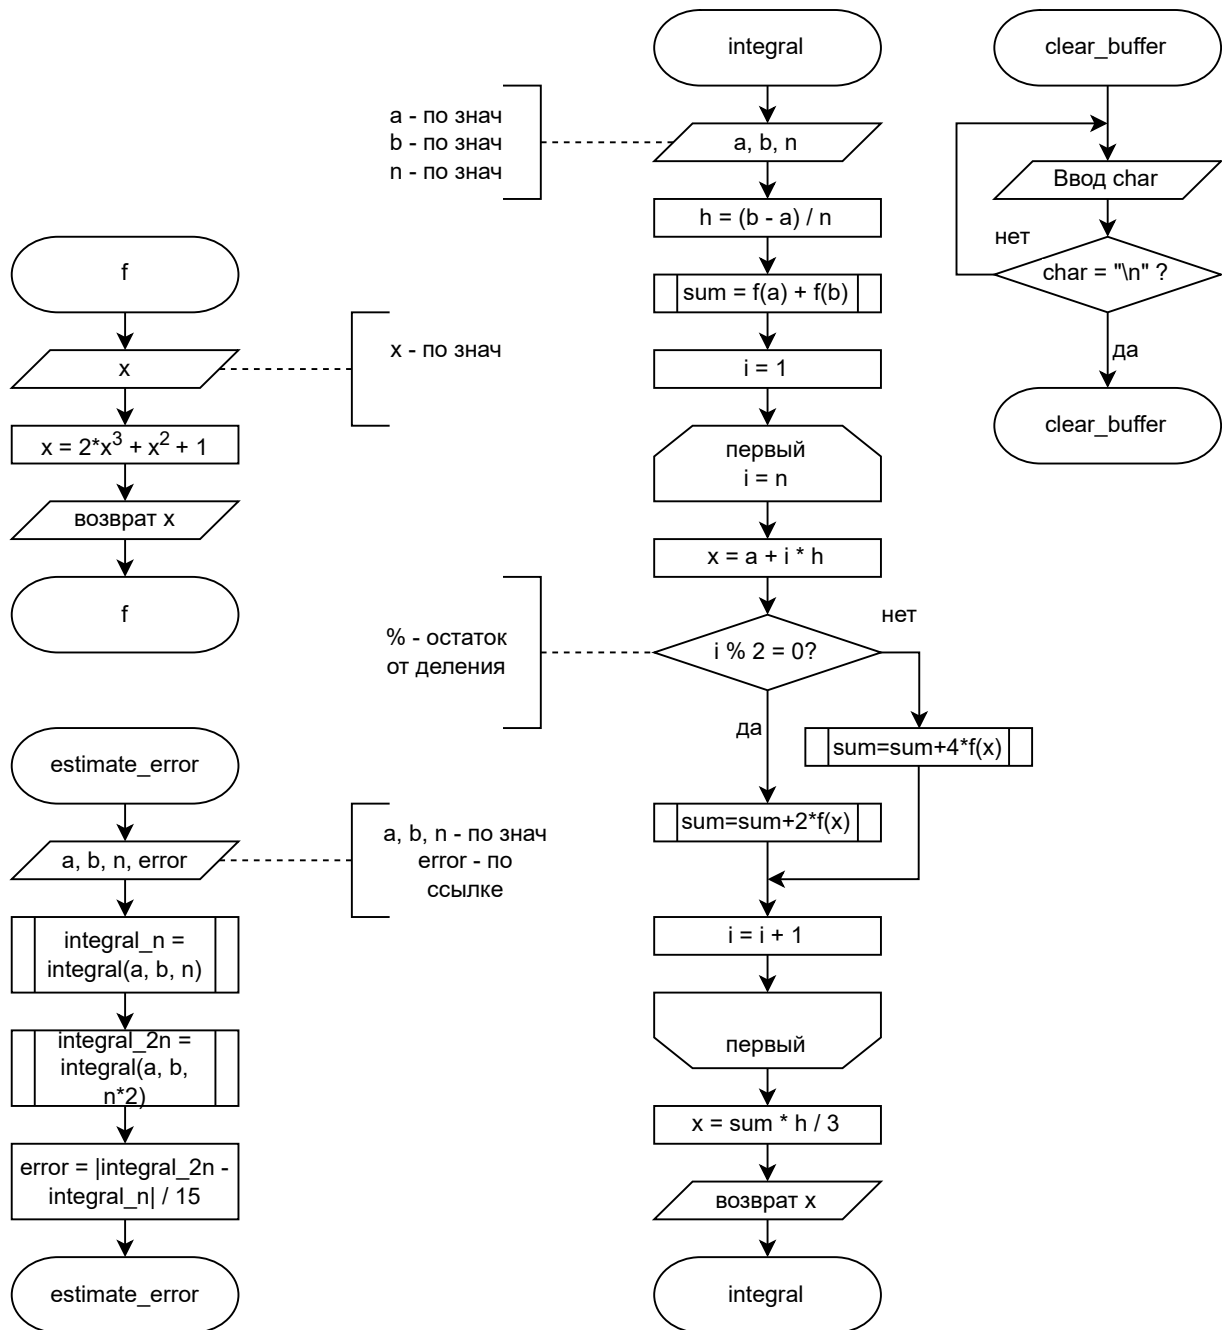 f
x
x - по знач
x = 2*x³ + x² + 1
возврат x
f
estimate_error
a, b, n, error
a, b, n - по знач
error - по
ссылке
integral_n =
integral(a, b, n)
integral_2n =
integral(a, b,
n*2)
error = |integral_2n -
integral_n| / 15
estimate_error
integral
a - по знач
b - по знач
n - по знач
a, b, n
h = (b - a) / n
sum = f(a) + f(b)
i = 1
первый
i = n
x = a + i * h
% - остаток
от деления
i % 2 = 0?
нет
да
sum=sum+4*f(x)
sum=sum+2*f(x)
i = i + 1
первый
x = sum * h / 3
возврат x
integral
clear_buffer
Ввод char
нет
char = "\n" ?
да
clear_buffer